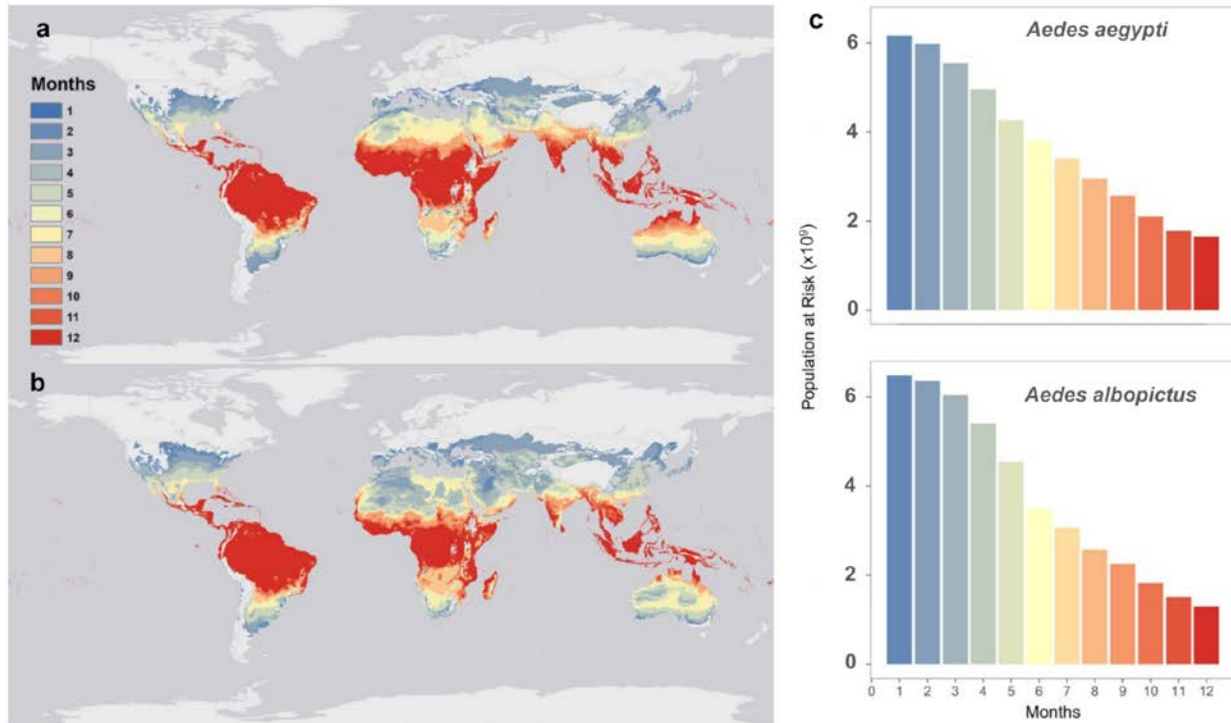 a
Months
1
2
3
4
5
6
7
8
9
10
11
12
b
c
Aedes aegypti
6
4
2
0
Population at Risk (x10⁹)
Aedes albopictus
6
4
2
0
0 1 2 3 4 5 6 7 8 9 10 11 12
Months